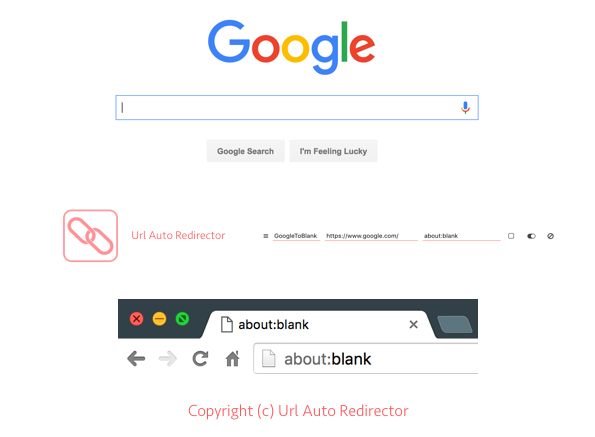 Google
Google Search I'm Feeling Lucky
Url Auto Redirector GoogleToBlank https://www.google.com/ about:blank
about:blank
about:blank
Copyright (c) Url Auto Redirector